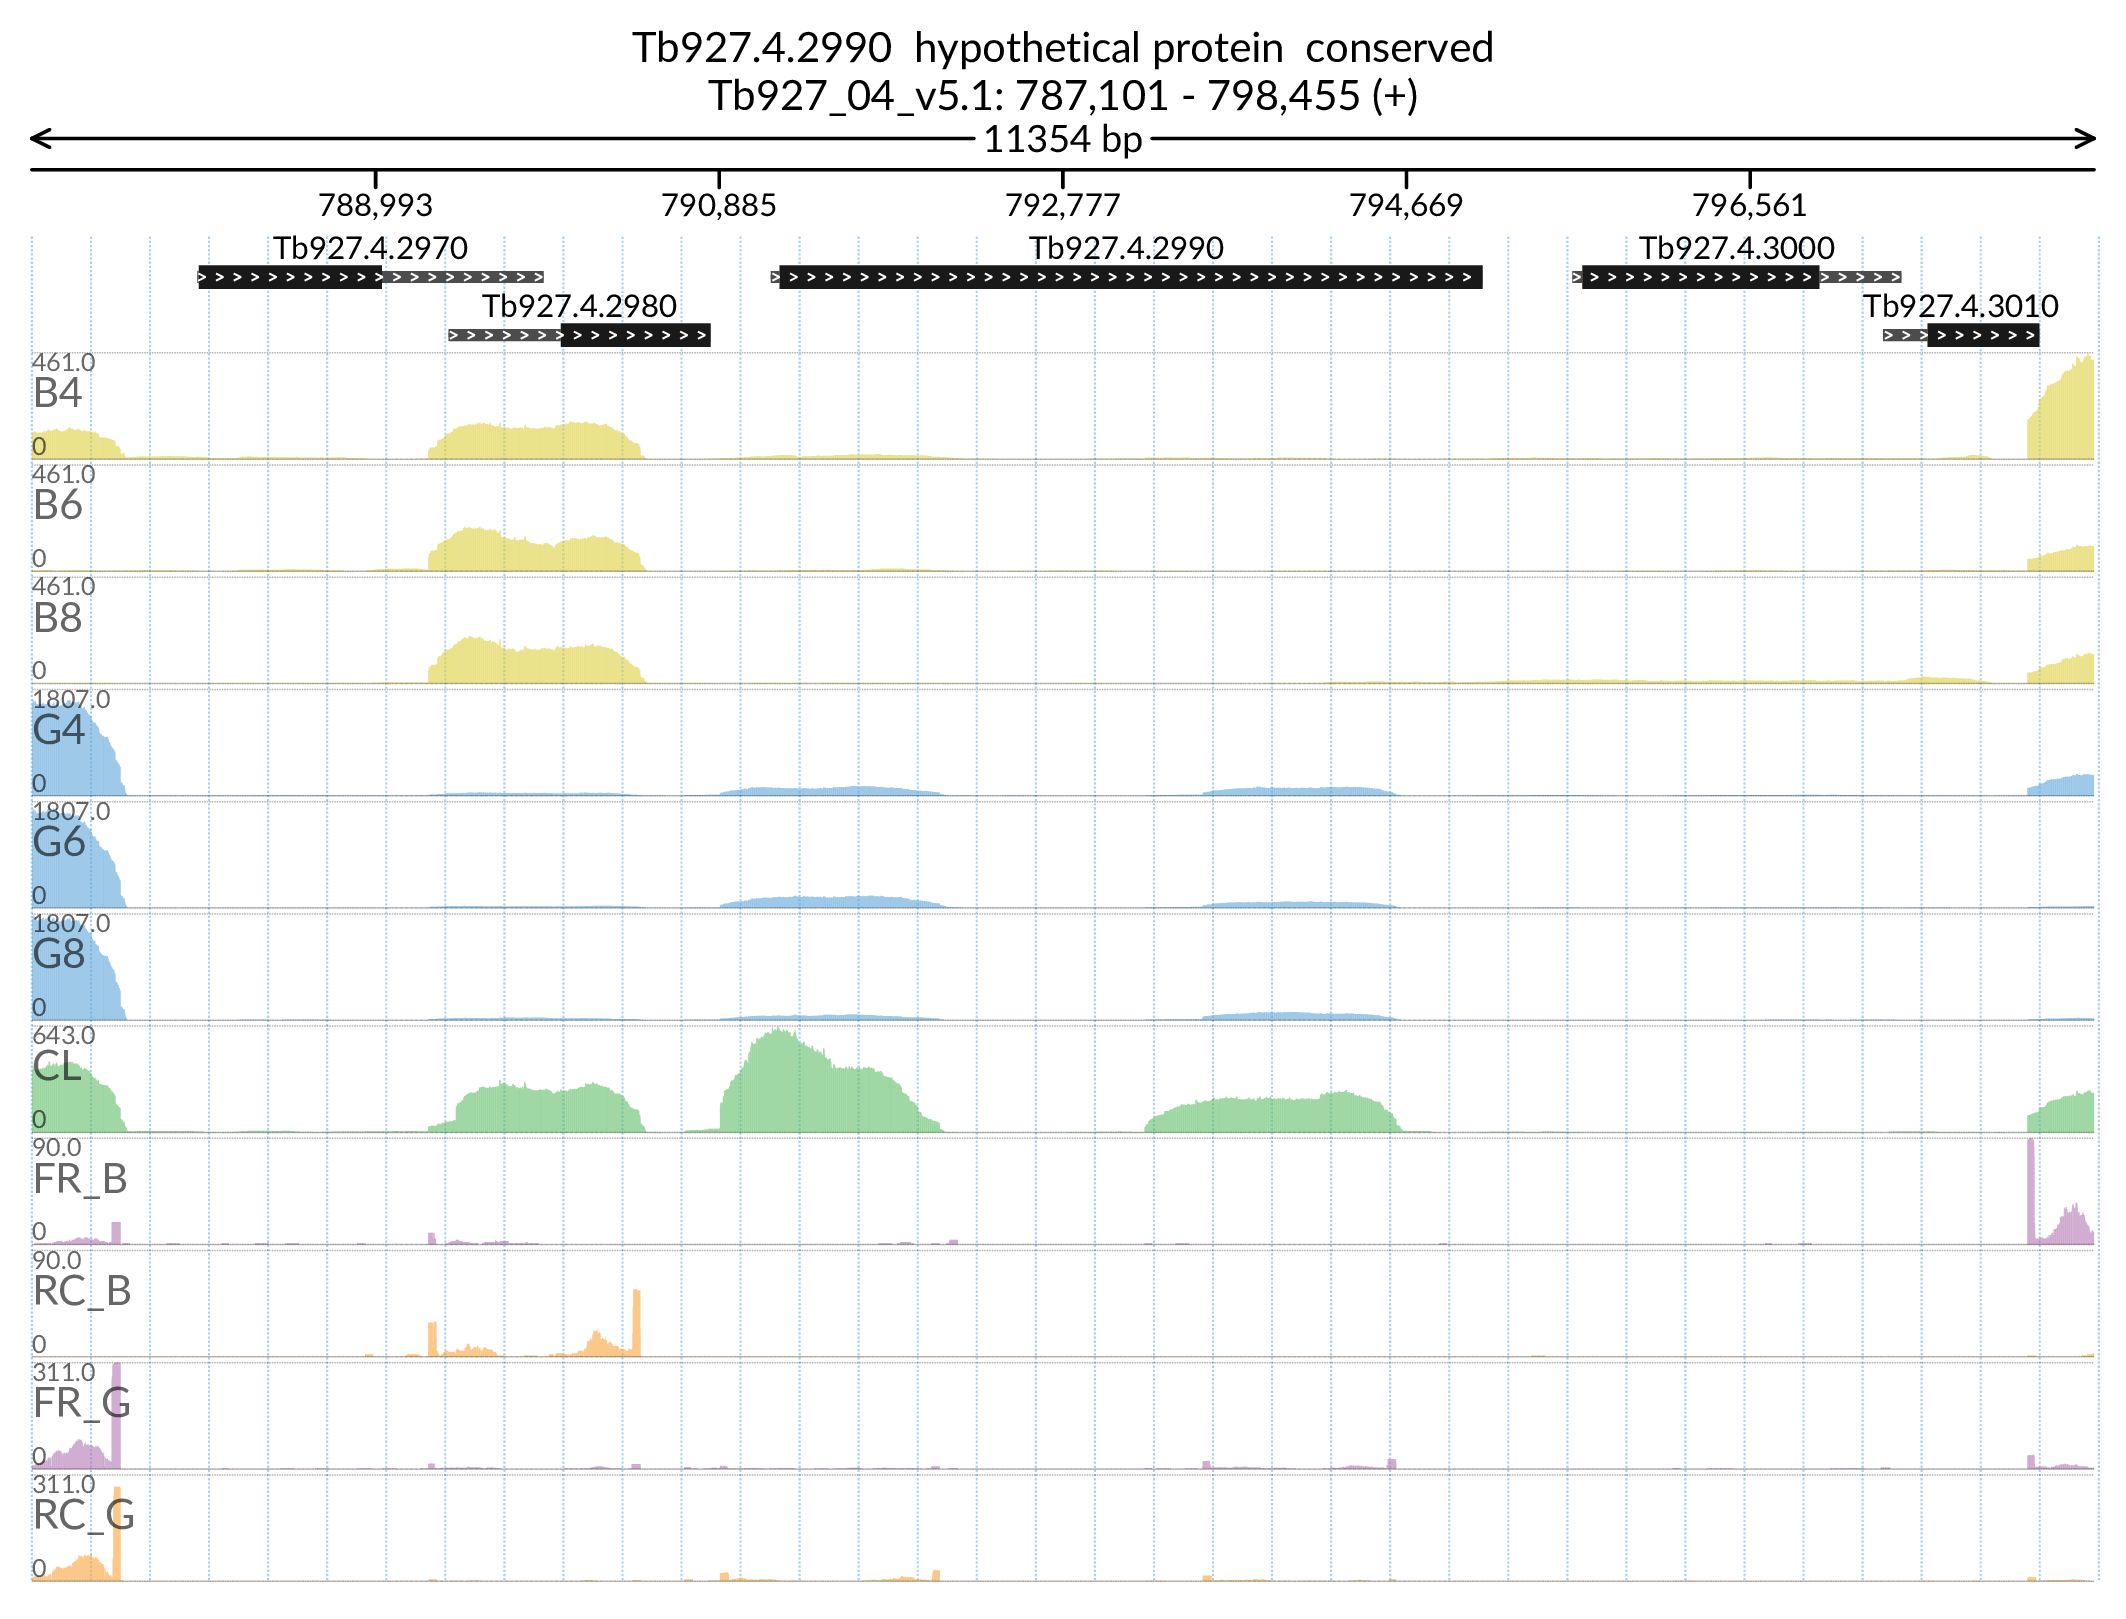 Tb927.4.2990 hypothetical protein conserved
Tb927_04_v5.1: 787,101 - 798,455 (+)
11354 bp
788,993 790,885 792,777 794,669 796,561
Tb927.4.2970 Tb927.4.2990 Tb927.4.3000
Tb927.4.2980 Tb927.4.3010
461.0
B4
0
461.0
B6
0
461.0
B8
0
1807.0
G4
0
1807.0
G6
0
1807.0
G8
0
643.0
CL
0
90.0
FR_B
0
90.0
RC_B
0
311.0
FR_G
0
311.0
RC_G
0